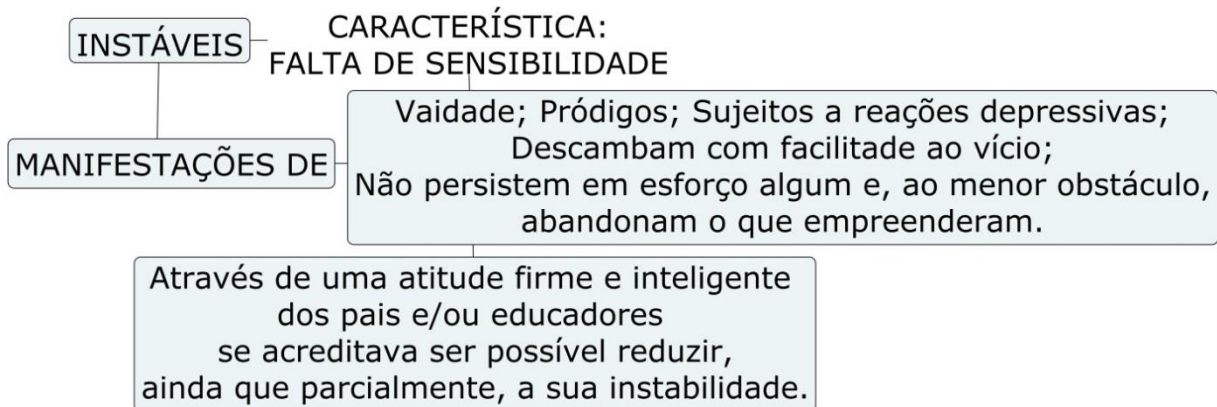 INSTÁVEIS
CARACTERÍSTICA:
FALTA DE SENSIBILIDADE
MANIFESTAÇÕES DE
Vaidade; Pródigos; Sujeitos a reações depressivas;
Descambam com facilitade ao vício;
Não persistem em esforço algum e, ao menor obstáculo,
abandonam o que empreenderam.
Através de uma atitude firme e inteligente
dos pais e/ou educadores
se acreditava ser possível reduzir,
ainda que parcialmente, a sua instabilidade.